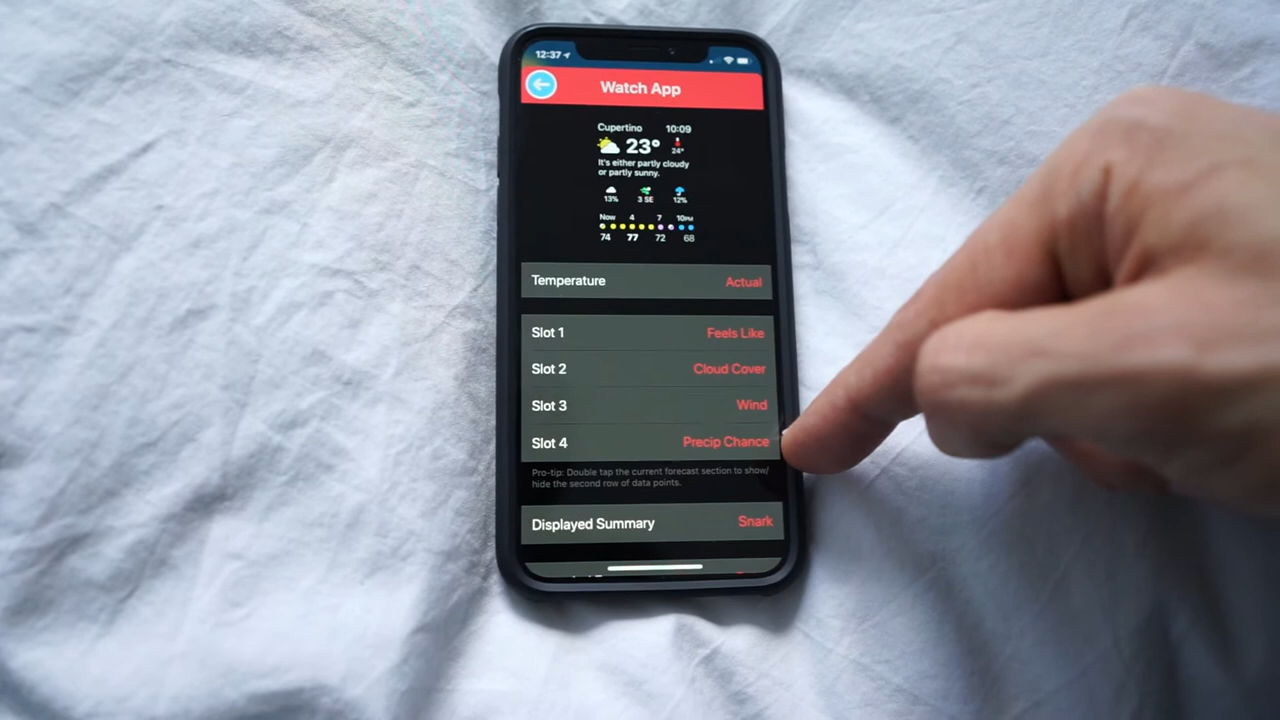 12:37
Watch App
Cupertino 10:09
23° 24°
It's either partly cloudy
or partly sunny.
13% 3 SE 12%
Now 4 7 10PM
74 77 72 68
Temperature Actual
Slot 1 Feels Like
Slot 2 Cloud Cover
Slot 3 Wind
Slot 4 Precip Chance
Pro-tip: Double tap the current forecast section to show/
hide the second row of data points.
Displayed Summary Snark